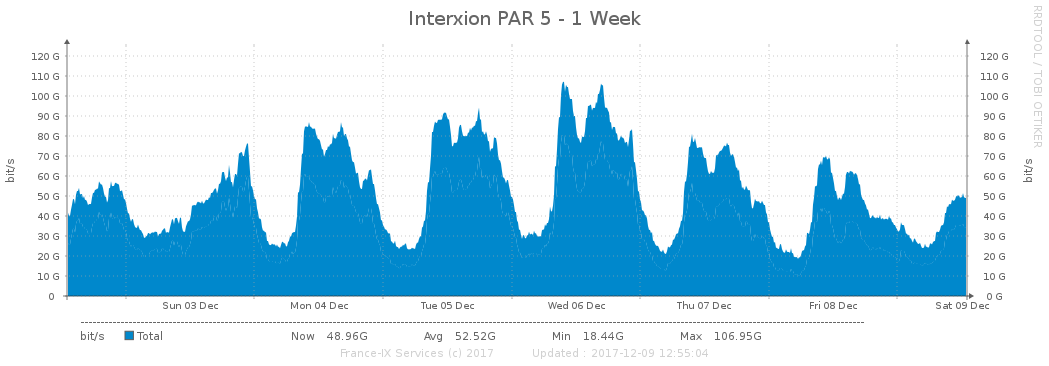 Interxion PAR 5 - 1 Week
RRDTOOL / TOBI OETIKER
bit/s
bit/s
120 G 120 G
110 G 110 G
100 G 100 G
90 G 90 G
80 G 80 G
70 G 70 G
60 G 60 G
50 G 50 G
40 G 40 G
30 G 30 G
20 G 20 G
10 G 10 G
0 0 G
Sun 03 Dec Mon 04 Dec Tue 05 Dec Wed 06 Dec Thu 07 Dec Fri 08 Dec Sat 09 Dec
bit/s Total Now 48.96G Avg 52.52G Min 18.44G Max 106.95G
France-IX Services (c) 2017 Updated : 2017-12-09 12:55:04